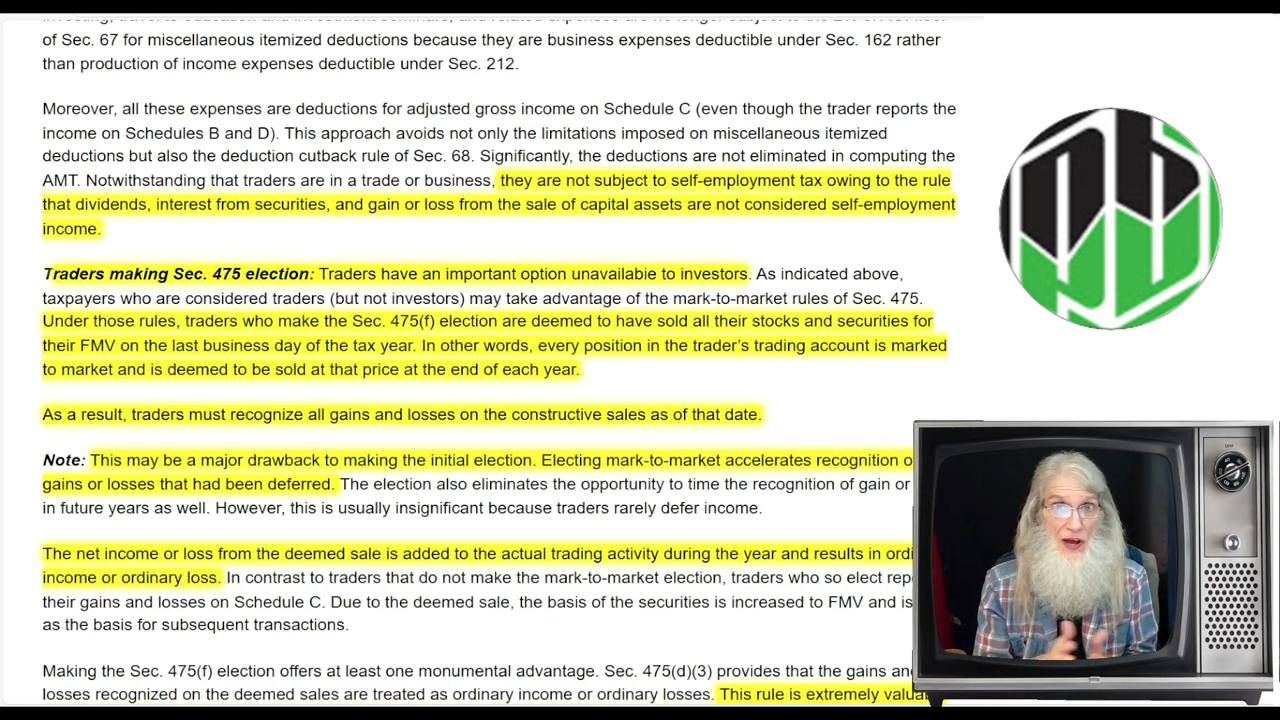 of Sec. 67 for miscellaneous itemized deductions because they are business expenses deductible under Sec. 162 rather
than production of income expenses deductible under Sec. 212.
Moreover, all these expenses are deductions for adjusted gross income on Schedule C (even though the trader reports the
income on Schedules B and D). This approach avoids not only the limitations imposed on miscellaneous itemized
deductions but also the deduction cutback rule of Sec. 68. Significantly, the deductions are not eliminated in computing the
AMT. Notwithstanding that traders are in a trade or business, they are not subject to self-employment tax owing to the rule
that dividends, interest from securities, and gain or loss from the sale of capital assets are not considered self-employment
income.
Traders making Sec. 475 election: Traders have an important option unavailable to investors. As indicated above,
taxpayers who are considered traders (but not investors) may take advantage of the mark-to-market rules of Sec. 475.
Under those rules, traders who make the Sec. 475(f) election are deemed to have sold all their stocks and securities for
their FMV on the last business day of the tax year. In other words, every position in the trader's trading account is marked
to market and is deemed to be sold at that price at the end of each year.
As a result, traders must recognize all gains and losses on the constructive sales as of that date.
Note: This may be a major drawback to making the initial election. Electing mark-to-market accelerates recognition
gains or losses that had been deferred. The election also eliminates the opportunity to time the recognition of gain or
in future years as well. However, this is usually insignificant because traders rarely defer income.
The net income or loss from the deemed sale is added to the actual trading activity during the year and results in
income or ordinary loss. In contrast to traders that do not make the mark-to-market election, traders who so elect
their gains and losses on Schedule C. Due to the deemed sale, the basis of the securities is increased to FMV and is
as the basis for subsequent transactions.
Making the Sec. 475(f) election offers at least one monumental advantage. Sec. 475(d)(3) provides that the gains
losses recognized on the deemed sales are treated as ordinary income or ordinary losses. This rule is extremely